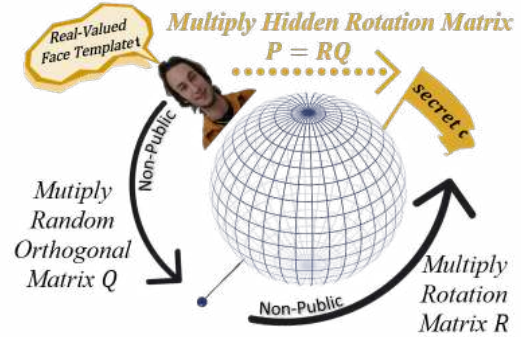 Real-Valued
Face Template t
Multiply Hidden Rotation Matrix
P = RQ
secret c
Non-Public
Mutiply
Random
Orthogonal
Matrix Q
Non-Public
Multiply
Rotation
Matrix R